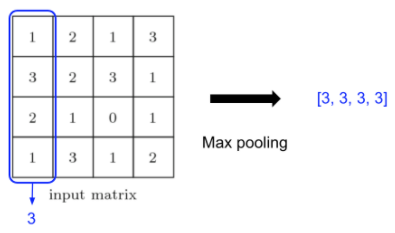 1 2 1 3
3 2 3 1
2 1 0 1
1 3 1 2
input matrix
3
[3, 3, 3, 3]
Max pooling